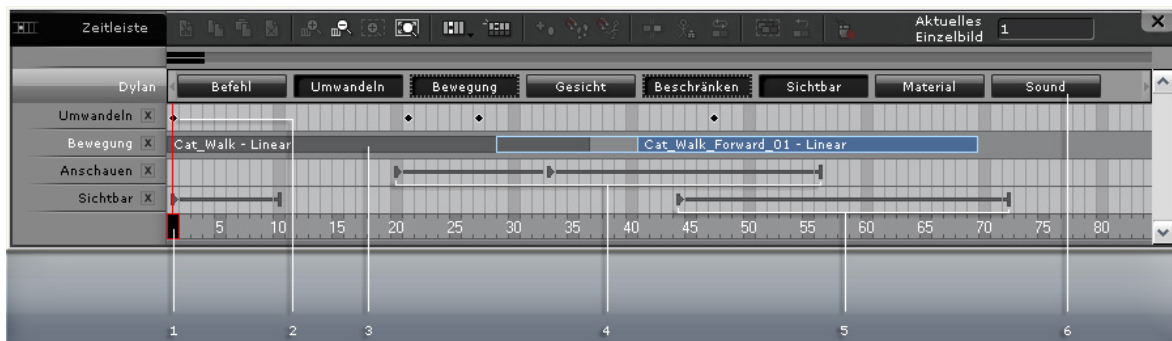 Zeitleiste
Aktuelles
Einzelbild
1
Dylan
Befehl
Umwandeln
Bewegung
Gesicht
Beschränken
Sichtbar
Material
Sound
Umwandeln X
Bewegung X
Cat_Walk - Linear
Cat_Walk_Forward_01 - Linear
Anschauen X
Sichtbar X
5 10 15 20 25 30 35 40 45 50 55 60 65 70 75 80
1 2 3 4 5 6